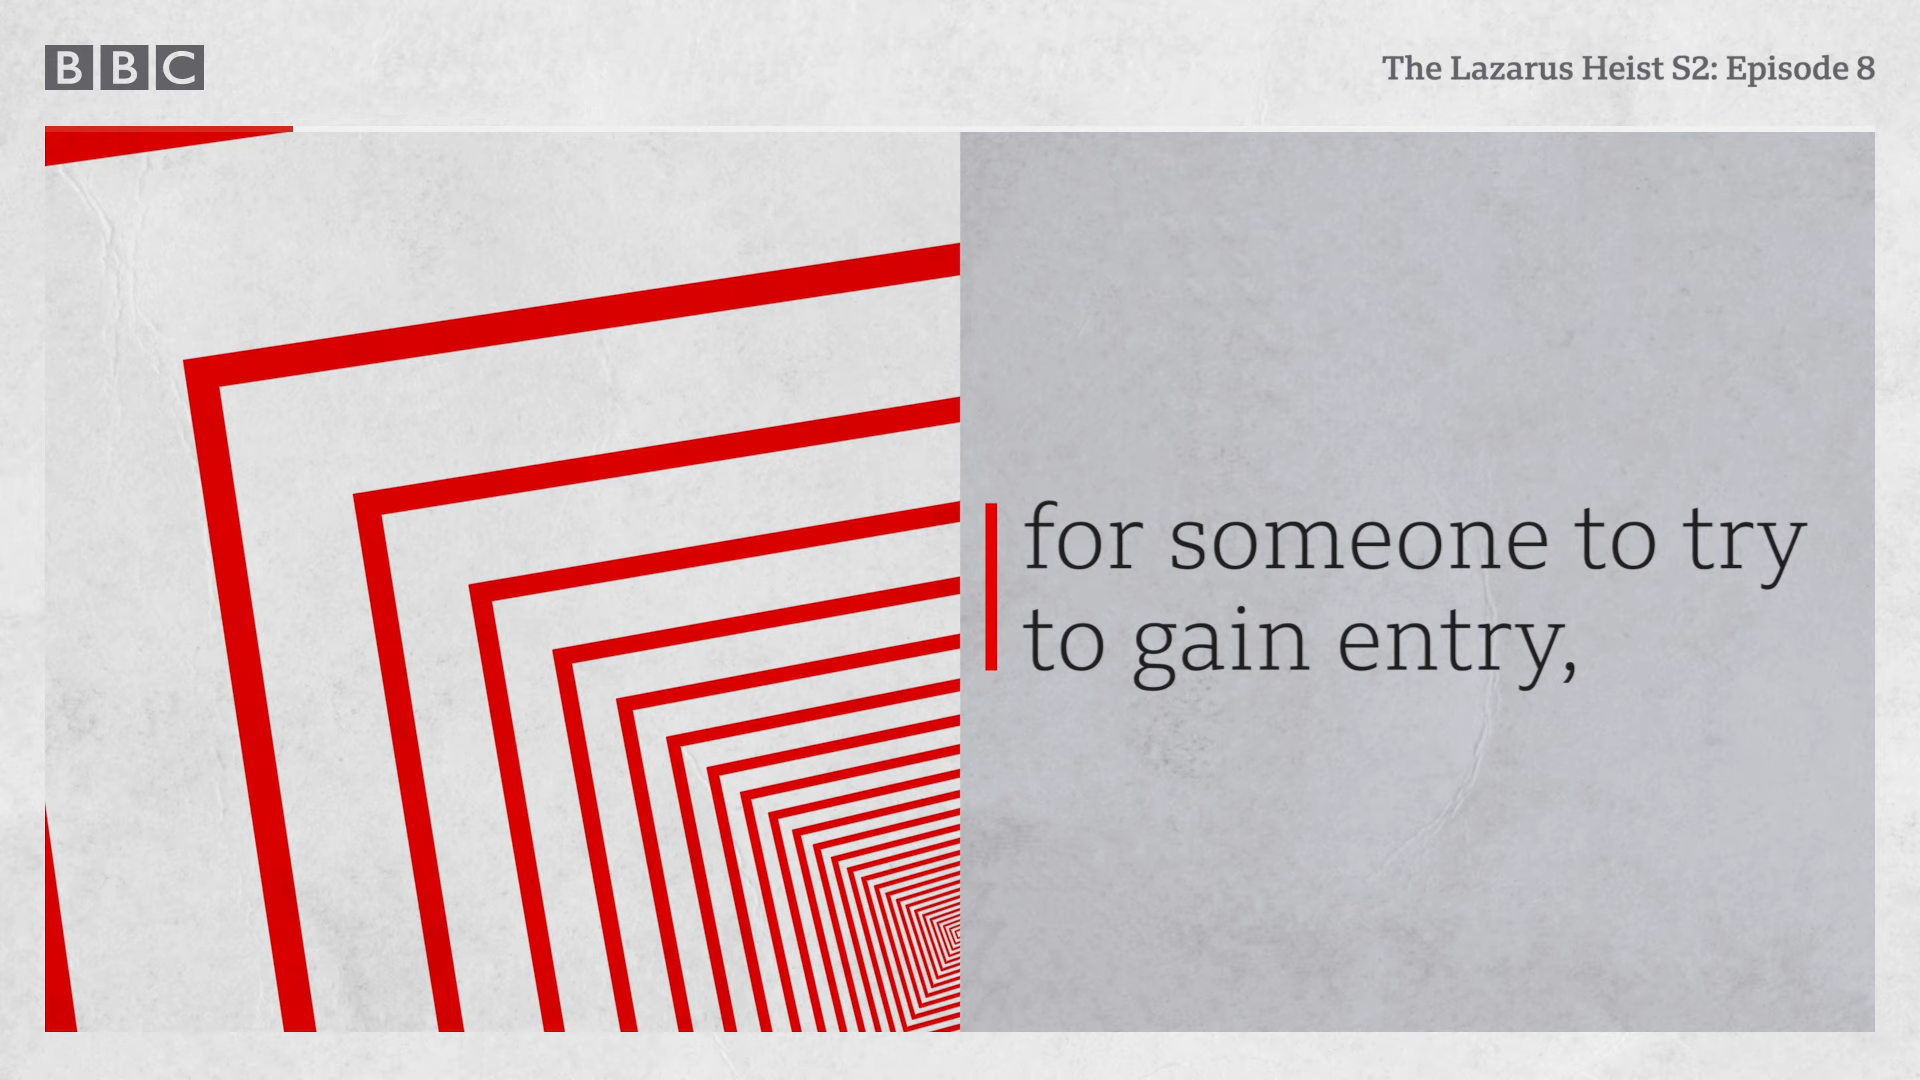 BBC
The Lazarus Heist S2: Episode 8
for someone to try
to gain entry,